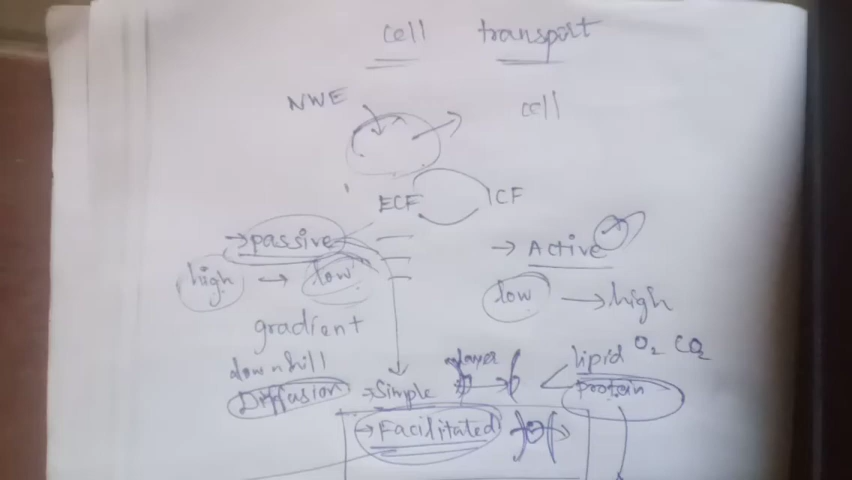 cell transport
NWE
cell
ECF ICF
→ passive → Active
high → low low → high
gradient
downhill
Diffusion
→ Simple
layer
lipid O2 CO2
protein
→ Facilitated